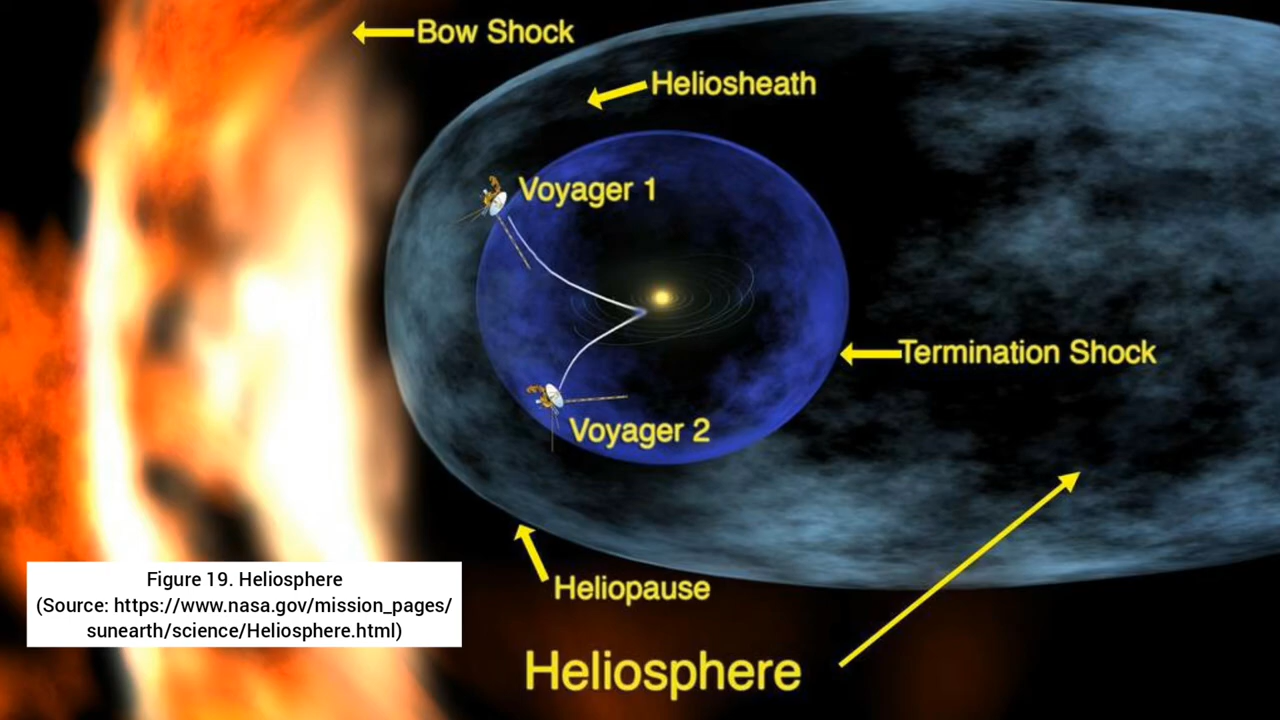 Bow Shock
Heliosheath
Voyager 1
Termination Shock
Voyager 2
Heliopause
Heliosphere
Figure 19. Heliosphere
(Source: https://www.nasa.gov/mission_pages/
sunearth/science/Heliosphere.html)